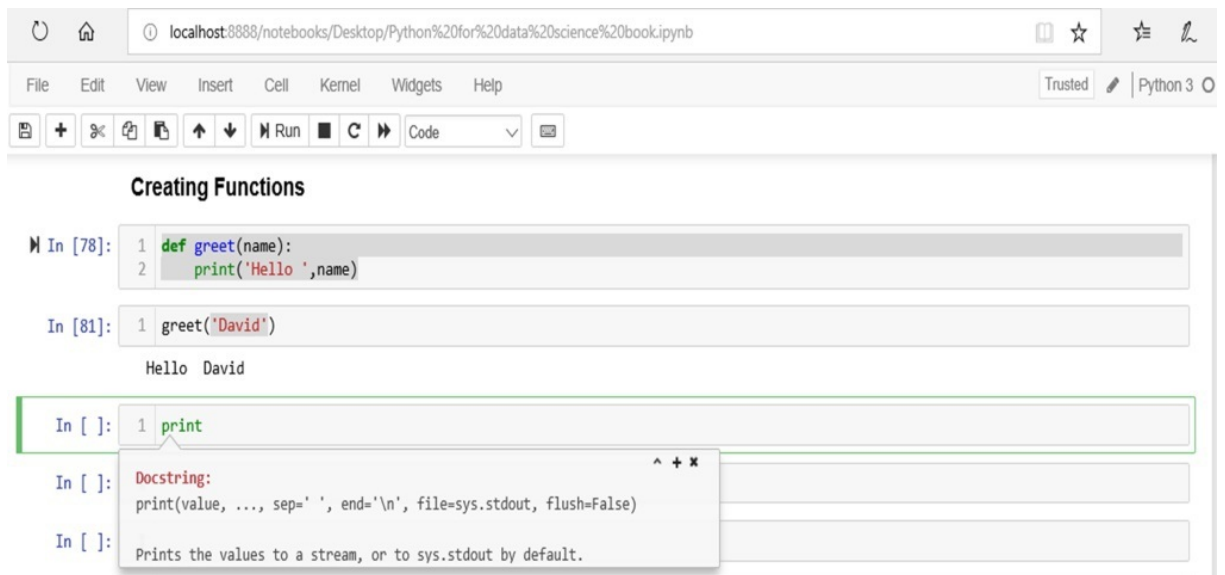 localhost:8888/notebooks/Desktop/Python%20for%20data%20science%20book.ipynb
File Edit View Insert Cell Kernel Widgets Help Trusted Python 3
Run Code
Creating Functions
In [78]: 1 def greet(name):
2 print('Hello ',name)
In [81]: 1 greet('David')
Hello  David
In [ ]: 1 print
Docstring:
In [ ]:
print(value, ..., sep=' ', end='\n', file=sys.stdout, flush=False)
In [ ]:
Prints the values to a stream, or to sys.stdout by default.